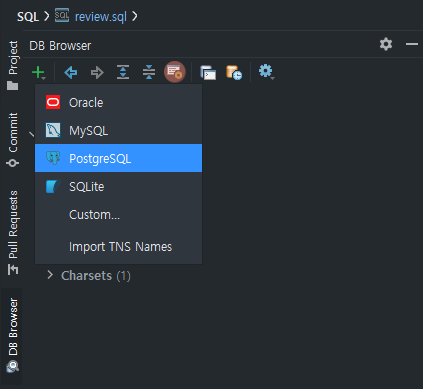 SQL > review.sql >
DB Browser
Project
Commit
Pull Requests
DB Browser
Oracle
MySQL
PostgreSQL
SQLite
Custom...
Import TNS Names
Charsets (1)